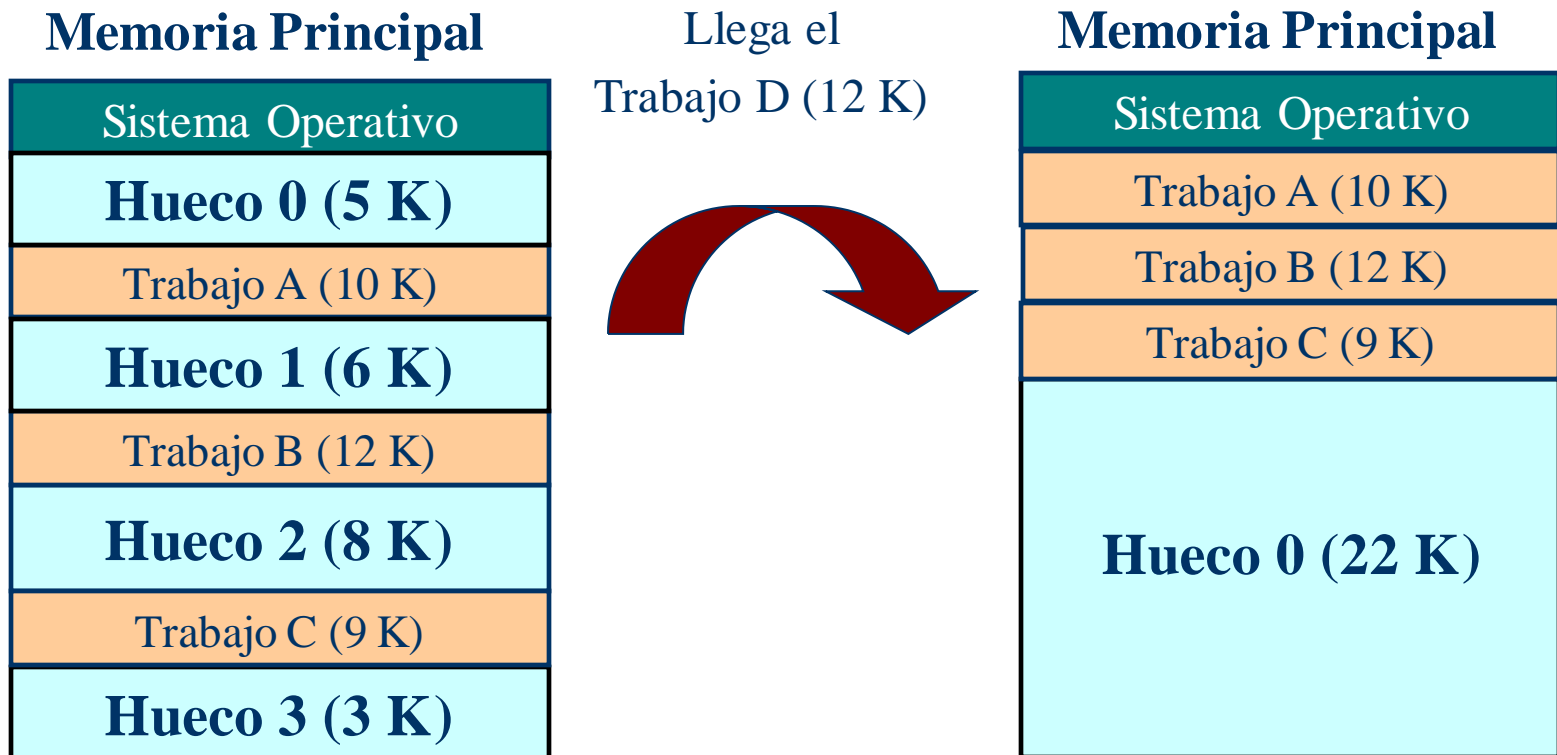 Memoria Principal
Sistema Operativo
Hueco 0 (5 K)
Trabajo A (10 K)
Hueco 1 (6 K)
Trabajo B (12 K)
Hueco 2 (8 K)
Trabajo C (9 K)
Hueco 3 (3 K)
Llega el
Trabajo D (12 K)
Memoria Principal
Sistema Operativo
Trabajo A (10 K)
Trabajo B (12 K)
Trabajo C (9 K)
Hueco 0 (22 K)